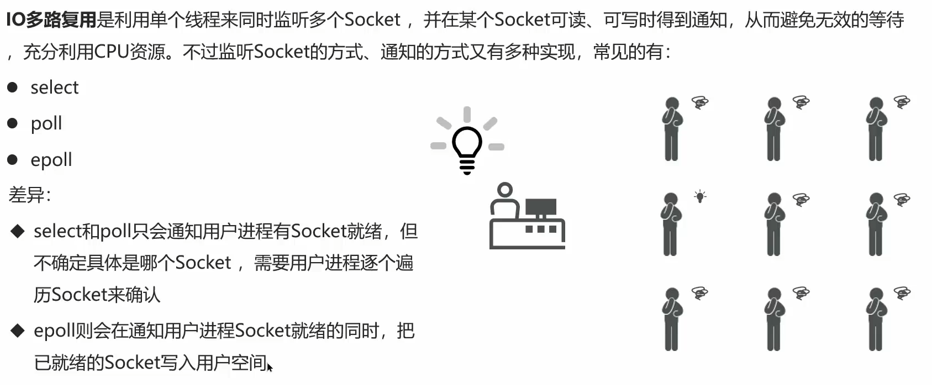 IO多路复用是利用单个线程来同时监听多个Socket ，并在某个Socket可读、可写时得到通知，从而避免无效的等待
，充分利用CPU资源。不过监听Socket的方式、通知的方式又有多种实现，常见的有：
● select
● poll
● epoll
差异：
◆ select和poll只会通知用户进程有Socket就绪，但
不确定具体是哪个Socket ，需要用户进程逐个遍
历Socket来确认
◆ epoll则会在通知用户进程Socket就绪的同时，把
已就绪的Socket写入用户空间